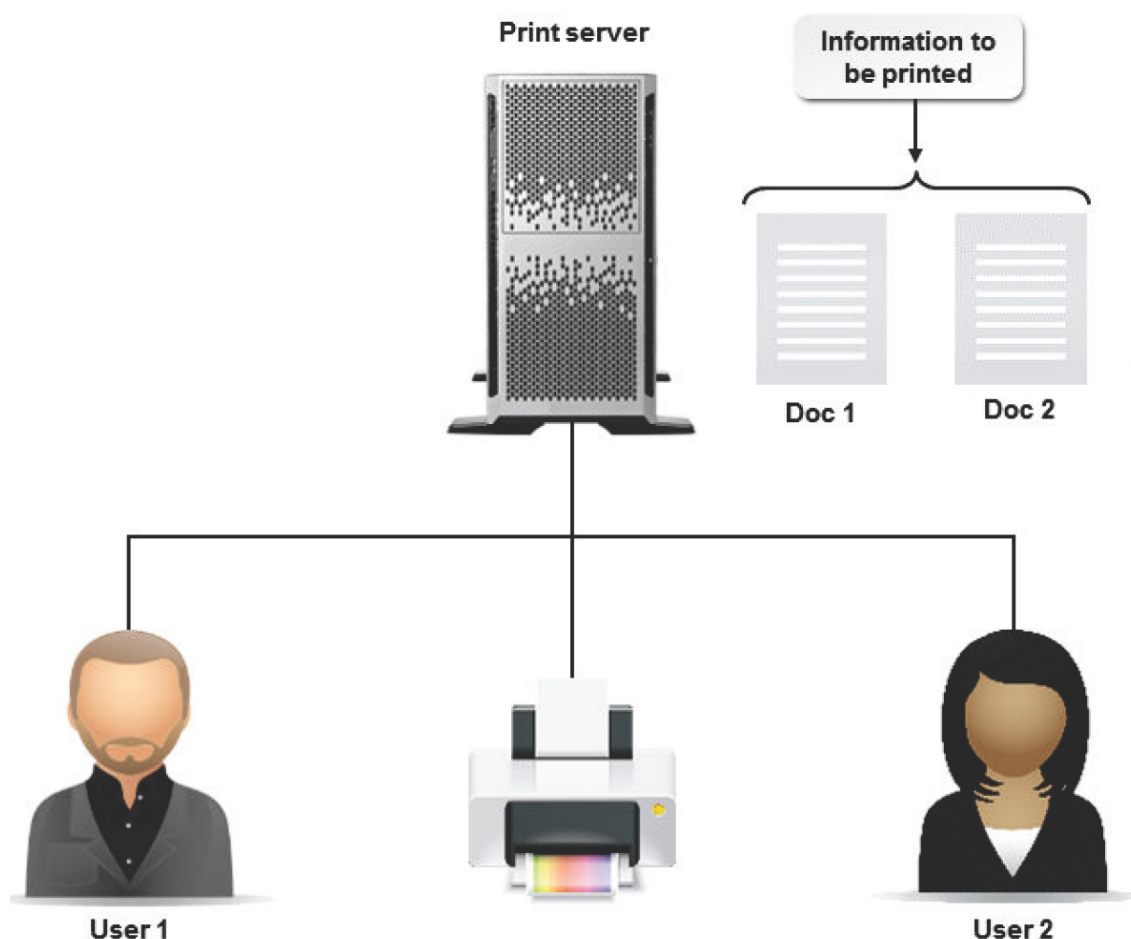 Print server
Information to
be printed
Doc 1
Doc 2
User 1
User 2